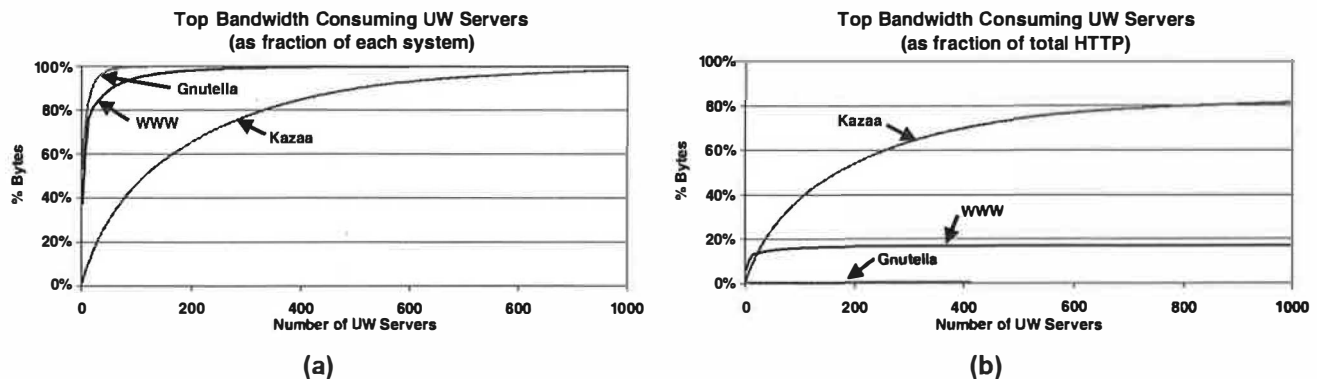 Top Bandwidth Consuming UW Servers
(as fraction of each system)
100%
80%
60%
40%
20%
0%
% Bytes
Gnutella
WWW
Kazaa
0 200 400 600 800 1000
Number of UW Servers
(a)
Top Bandwidth Consuming UW Servers
(as fraction of total HTTP)
100%
80%
60%
40%
20%
0%
% Bytes
Kazaa
WWW
Gnutella
0 200 400 600 800 1000
Number of UW Servers
(b)